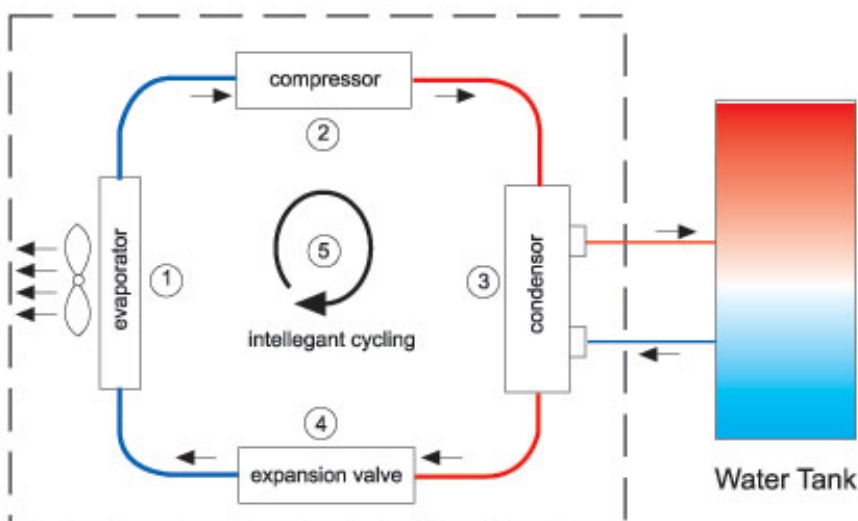 compressor
2
evaporator
1
5
intellegant cycling
3
condensor
4
expansion valve
Water Tank